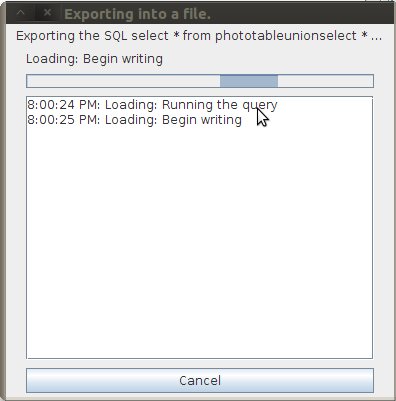 Exporting into a file.
Exporting the SQL select * from phototableunionselect * ...
Loading: Begin writing
8:00:24 PM: Loading: Running the query
8:00:25 PM: Loading: Begin writing
Cancel